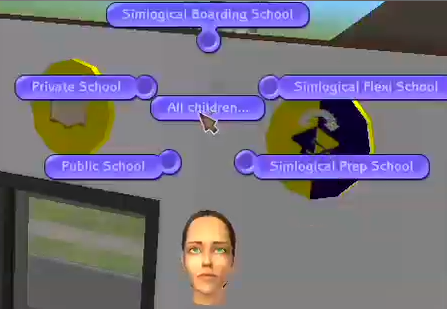 Simlogical Boarding School
Private School
Simlogical Flexi School
All children...
Public School
Simlogical Prep School